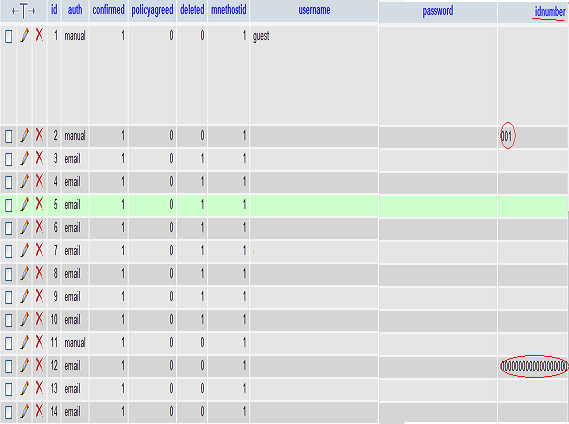 ←T→ id auth confirmed policyagreed deleted mnethostid username password idnumber
1 manual 1 0 0 1 guest
2 manual 1 0 0 1 001
3 email 1 0 1 1
4 email 1 0 1 1
5 email 1 0 1 1
6 email 1 0 1 1
7 email 1 0 1 1
8 email 1 0 1 1
9 email 1 0 1 1
10 email 1 0 1 1
11 manual 1 0 0 1
12 email 1 0 0 1
13 email 1 0 0 1
14 email 1 0 0 1